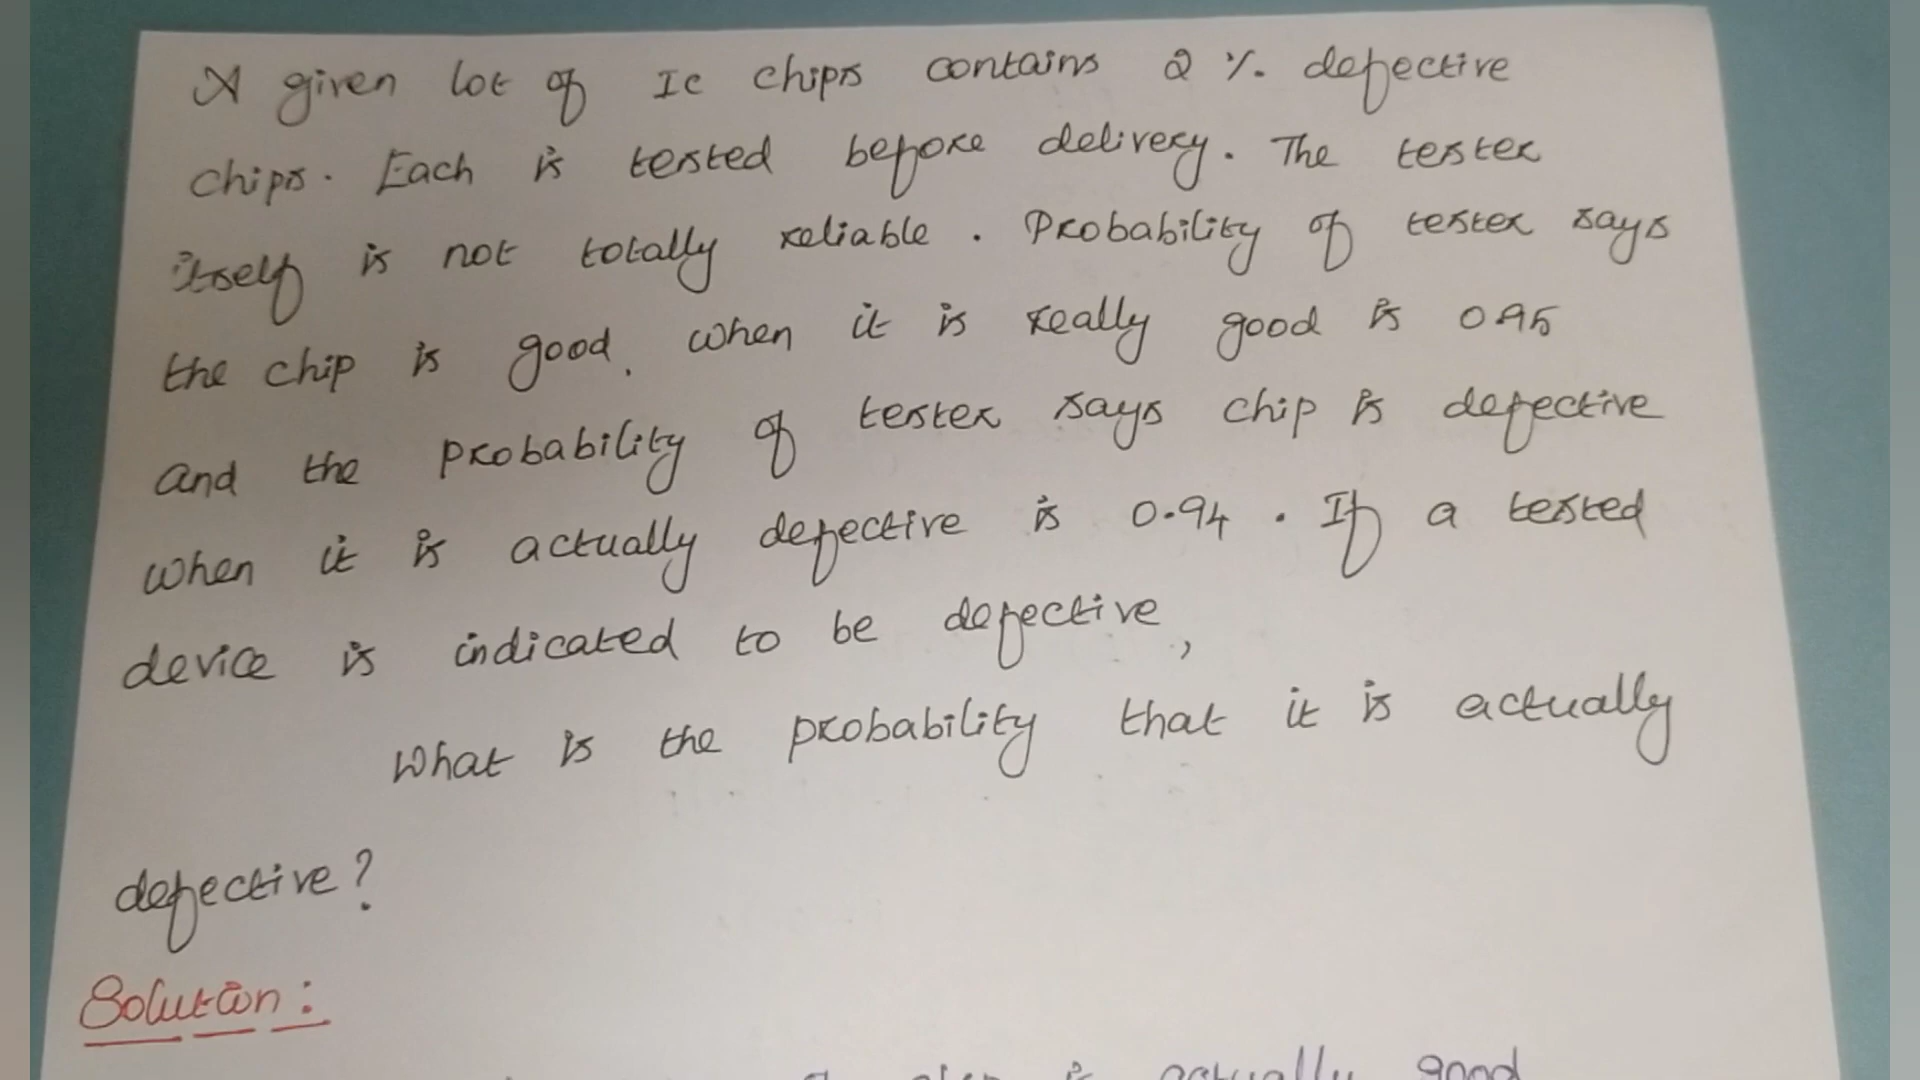 A given lot of Ic chips contains 2 %. defective
chips. Each is tested before delivery. The tester
itself is not totally reliable. Probability of tester says
the chip is good, when it is really good is 0.95
and the probability of tester says chip is defective
when it is actually defective is 0.94. If a tested
device is indicated to be defective,
What is the probability that it is actually
defective?
Solution:
is actually good